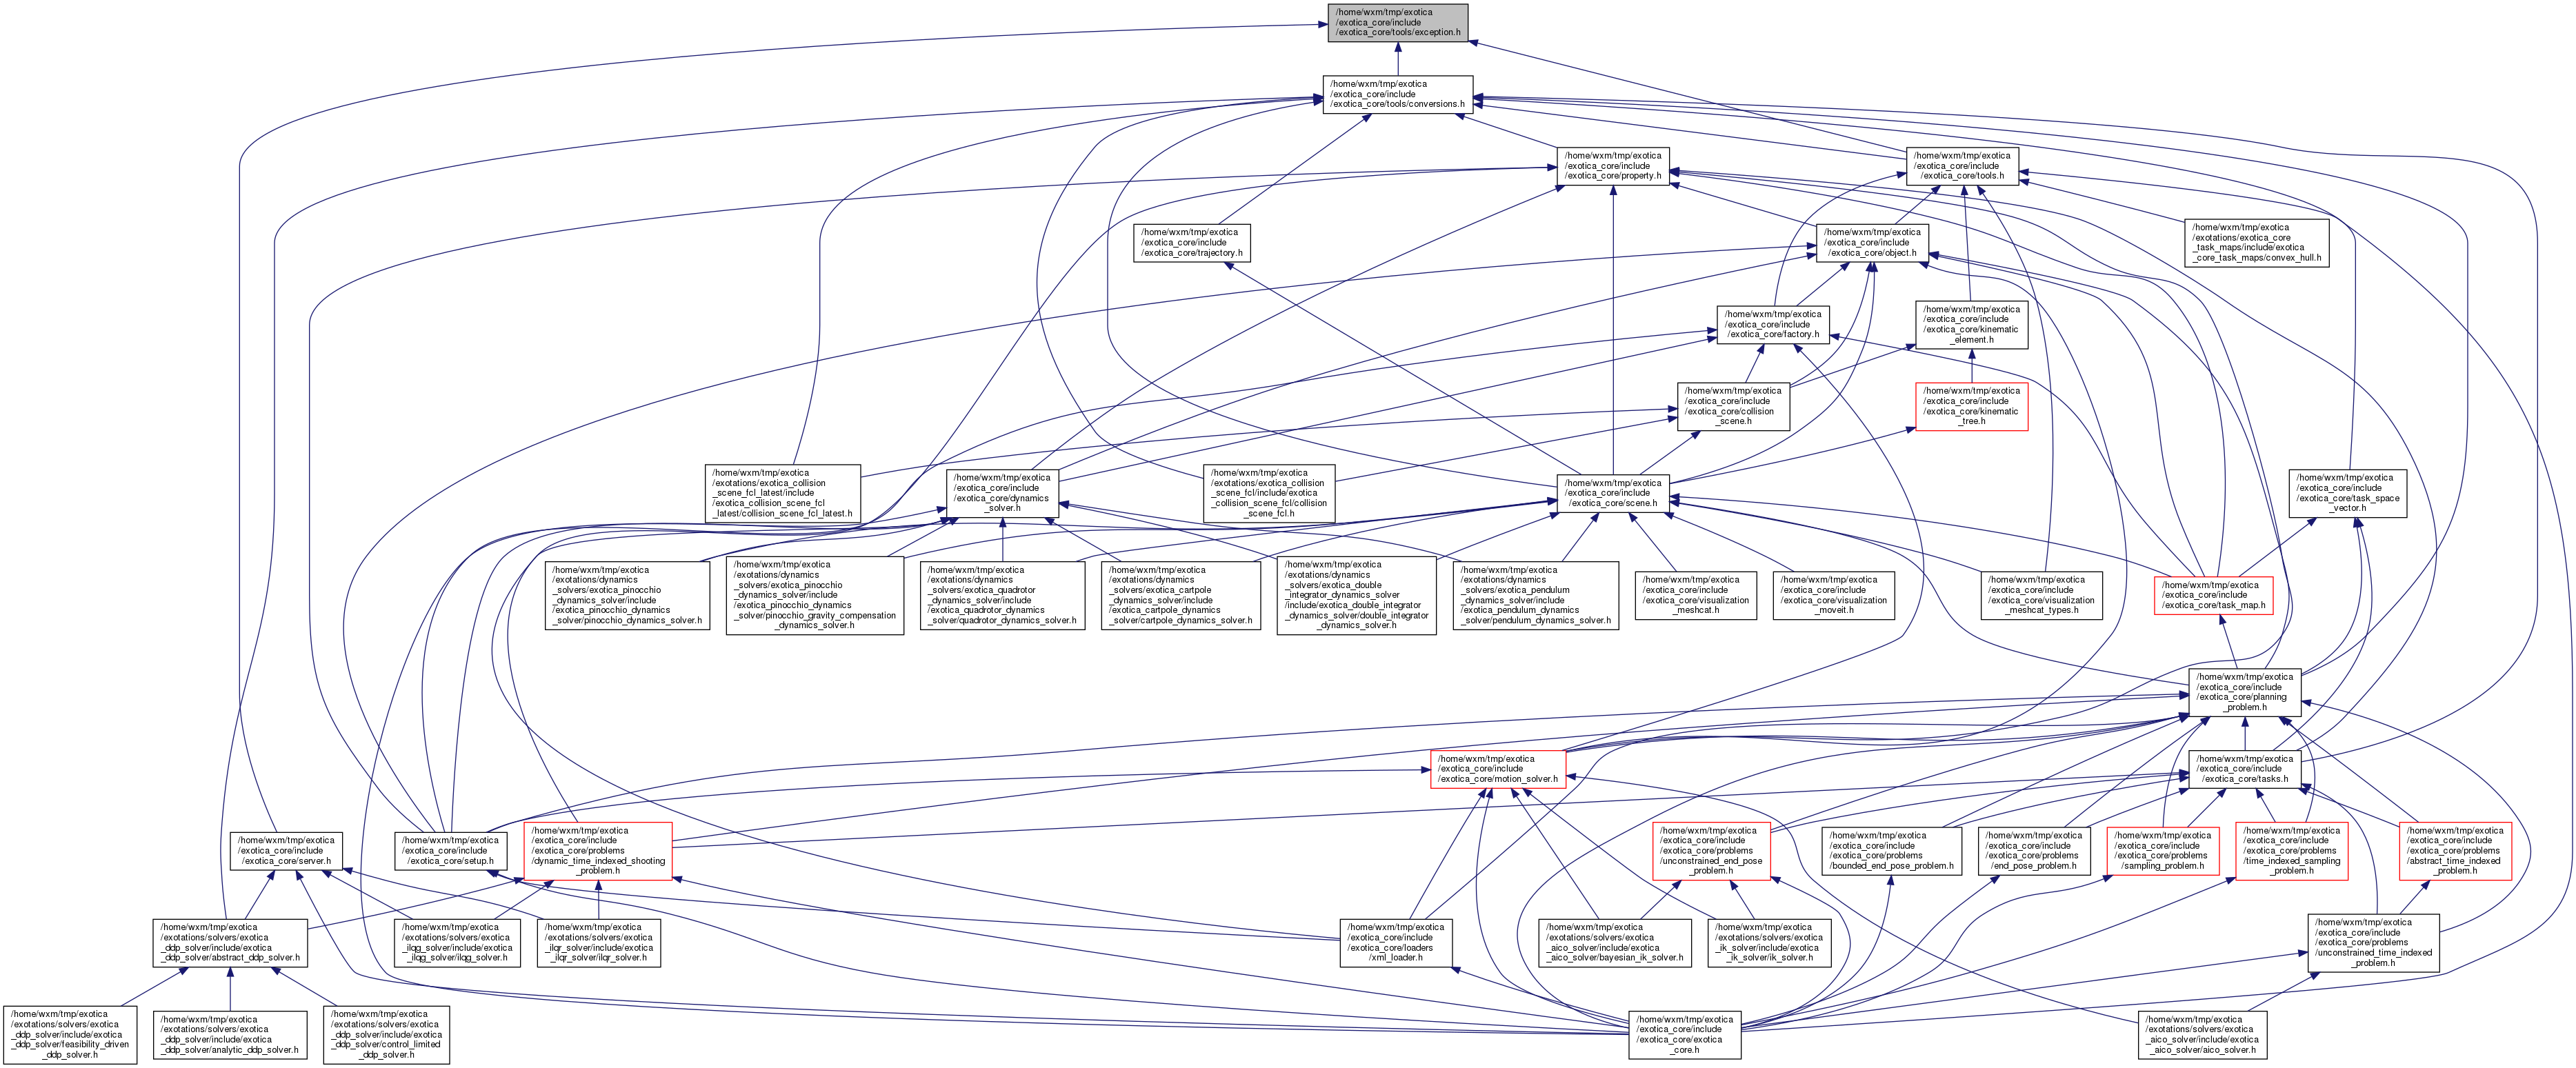 /home/wxm/tmp/exotica
/exotica_core/include
/exotica_core/tools/exception.h
/home/wxm/tmp/exotica
/exotica_core/include
/exotica_core/tools/conversions.h
/home/wxm/tmp/exotica
/exotica_core/include
/exotica_core/property.h
/home/wxm/tmp/exotica
/exotica_core/include
/exotica_core/tools.h
/home/wxm/tmp/exotica
/exotica_core/include
/exotica_core/trajectory.h
/home/wxm/tmp/exotica
/exotica_core/include
/exotica_core/object.h
/home/wxm/tmp/exotica
/exotations/exotica_core
_task_maps/include/exotica
_core_task_maps/convex_hull.h
/home/wxm/tmp/exotica
/exotica_core/include
/exotica_core/factory.h
/home/wxm/tmp/exotica
/exotica_core/include
/exotica_core/kinematic
_element.h
/home/wxm/tmp/exotica
/exotica_core/include
/exotica_core/collision
_scene.h
/home/wxm/tmp/exotica
/exotica_core/include
/exotica_core/kinematic
_tree.h
/home/wxm/tmp/exotica
/exotations/exotica_collision
_scene_fcl_latest/include
/exotica_collision_scene_fcl
_latest/collision_scene_fcl_latest.h
/home/wxm/tmp/exotica
/exotica_core/include
/exotica_core/dynamics
_solver.h
/home/wxm/tmp/exotica
/exotations/exotica_collision
_scene_fcl/include/exotica
_collision_scene_fcl/collision
_scene_fcl.h
/home/wxm/tmp/exotica
/exotica_core/include
/exotica_core/scene.h
/home/wxm/tmp/exotica
/exotica_core/include
/exotica_core/task_space
_vector.h
/home/wxm/tmp/exotica
/exotations/dynamics
_solvers/exotica_pinocchio
_dynamics_solver/include
/exotica_pinocchio_dynamics
_solver/pinocchio_dynamics_solver.h
/home/wxm/tmp/exotica
/exotations/dynamics
_solvers/exotica_pinocchio
_dynamics_solver/include
/exotica_pinocchio_dynamics
_solver/pinocchio_gravity_compensation
_dynamics_solver.h
/home/wxm/tmp/exotica
/exotations/dynamics
_solvers/exotica_quadrotor
_dynamics_solver/include
/exotica_quadrotor_dynamics
_solver/quadrotor_dynamics_solver.h
/home/wxm/tmp/exotica
/exotations/dynamics
_solvers/exotica_cartpole
_dynamics_solver/include
/exotica_cartpole_dynamics
_solver/cartpole_dynamics_solver.h
/home/wxm/tmp/exotica
/exotations/dynamics
_solvers/exotica_double
_integrator_dynamics_solver
/include/exotica_double_integrator
_dynamics_solver/double_integrator
_dynamics_solver.h
/home/wxm/tmp/exotica
/exotations/dynamics
_solvers/exotica_pendulum
_dynamics_solver/include
/exotica_pendulum_dynamics
_solver/pendulum_dynamics_solver.h
/home/wxm/tmp/exotica
/exotica_core/include
/exotica_core/visualization
_meshcat.h
/home/wxm/tmp/exotica
/exotica_core/include
/exotica_core/visualization
_moveit.h
/home/wxm/tmp/exotica
/exotica_core/include
/exotica_core/visualization
_meshcat_types.h
/home/wxm/tmp/exotica
/exotica_core/include
/exotica_core/task_map.h
/home/wxm/tmp/exotica
/exotica_core/include
/exotica_core/planning
_problem.h
/home/wxm/tmp/exotica
/exotica_core/include
/exotica_core/motion_solver.h
/home/wxm/tmp/exotica
/exotica_core/include
/exotica_core/tasks.h
/home/wxm/tmp/exotica
/exotica_core/include
/exotica_core/server.h
/home/wxm/tmp/exotica
/exotica_core/include
/exotica_core/setup.h
/home/wxm/tmp/exotica
/exotica_core/include
/exotica_core/problems
/dynamic_time_indexed_shooting
_problem.h
/home/wxm/tmp/exotica
/exotica_core/include
/exotica_core/problems
/unconstrained_end_pose
_problem.h
/home/wxm/tmp/exotica
/exotica_core/include
/exotica_core/problems
/bounded_end_pose_problem.h
/home/wxm/tmp/exotica
/exotica_core/include
/exotica_core/problems
/end_pose_problem.h
/home/wxm/tmp/exotica
/exotica_core/include
/exotica_core/problems
/sampling_problem.h
/home/wxm/tmp/exotica
/exotica_core/include
/exotica_core/problems
/time_indexed_sampling
_problem.h
/home/wxm/tmp/exotica
/exotica_core/include
/exotica_core/problems
/abstract_time_indexed
_problem.h
/home/wxm/tmp/exotica
/exotations/solvers/exotica
_ddp_solver/include/exotica
_ddp_solver/abstract_ddp_solver.h
/home/wxm/tmp/exotica
/exotations/solvers/exotica
_ilqg_solver/include/exotica
_ilqg_solver/ilqg_solver.h
/home/wxm/tmp/exotica
/exotations/solvers/exotica
_ilqr_solver/include/exotica
_ilqr_solver/ilqr_solver.h
/home/wxm/tmp/exotica
/exotica_core/include
/exotica_core/loaders
/xml_loader.h
/home/wxm/tmp/exotica
/exotations/solvers/exotica
_aico_solver/include/exotica
_aico_solver/bayesian_ik_solver.h
/home/wxm/tmp/exotica
/exotations/solvers/exotica
_ik_solver/include/exotica
_ik_solver/ik_solver.h
/home/wxm/tmp/exotica
/exotica_core/include
/exotica_core/problems
/unconstrained_time_indexed
_problem.h
/home/wxm/tmp/exotica
/exotations/solvers/exotica
_ddp_solver/include/exotica
_ddp_solver/feasibility_driven
_ddp_solver.h
/home/wxm/tmp/exotica
/exotations/solvers/exotica
_ddp_solver/include/exotica
_ddp_solver/analytic_ddp_solver.h
/home/wxm/tmp/exotica
/exotations/solvers/exotica
_ddp_solver/include/exotica
_ddp_solver/control_limited
_ddp_solver.h
/home/wxm/tmp/exotica
/exotica_core/include
/exotica_core/exotica
_core.h
/home/wxm/tmp/exotica
/exotations/solvers/exotica
_aico_solver/include/exotica
_aico_solver/aico_solver.h